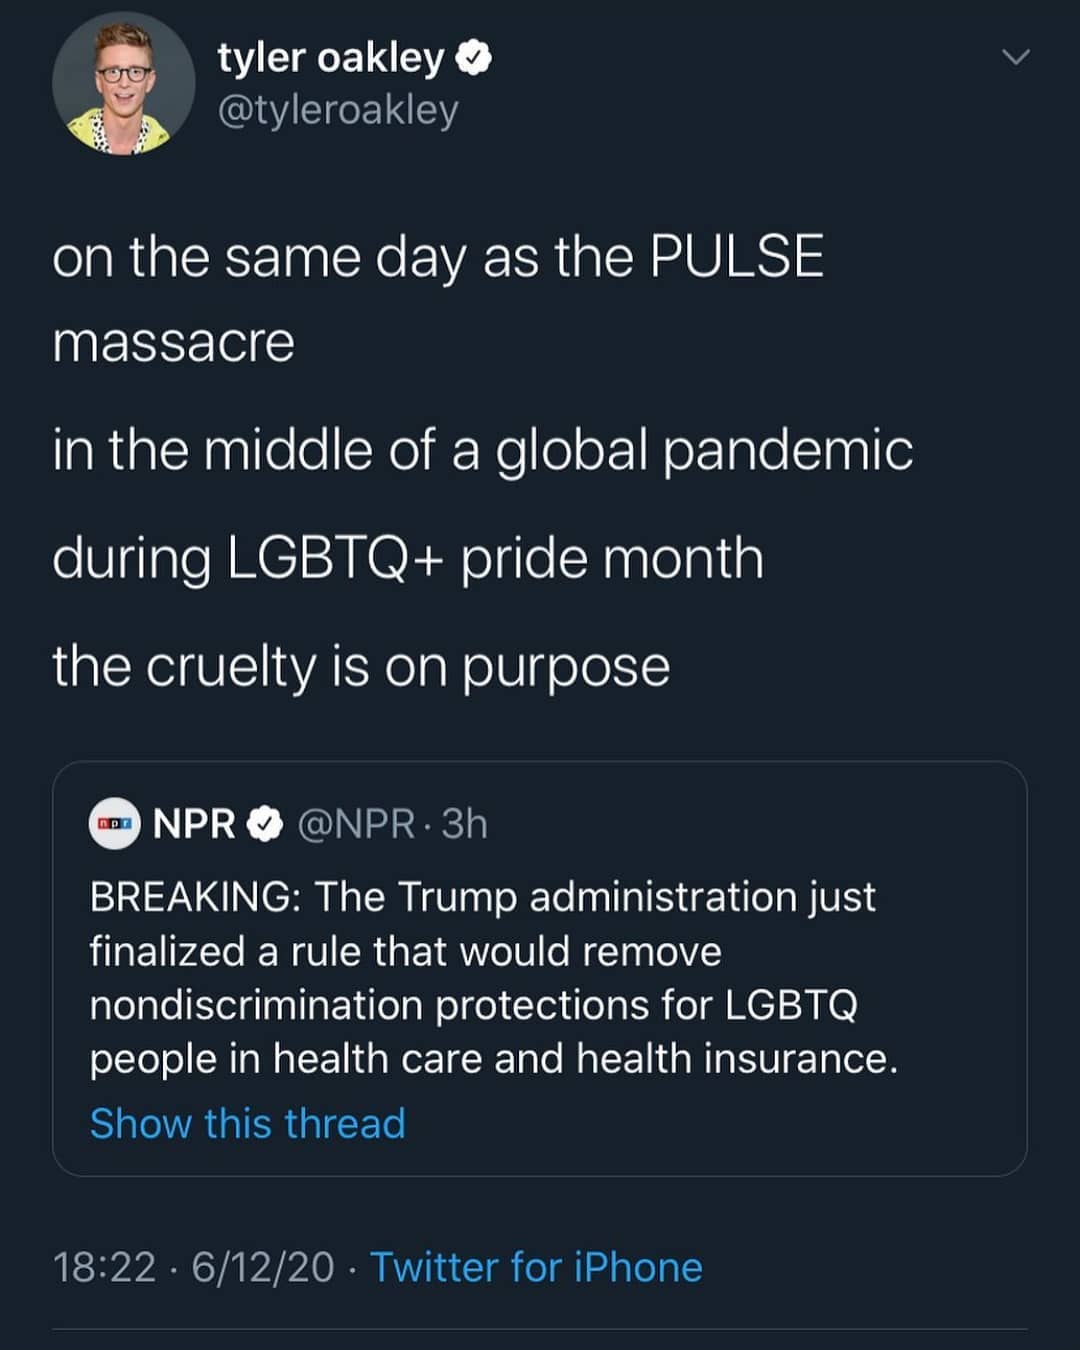 tyler oakley
@tyleroakley
on the same day as the PULSE
massacre
in the middle of a global pandemic
during LGBTQ+ pride month
the cruelty is on purpose
npr NPR @NPR · 3h
BREAKING: The Trump administration just
finalized a rule that would remove
nondiscrimination protections for LGBTQ
people in health care and health insurance.
Show this thread
18:22 · 6/12/20 · Twitter for iPhone